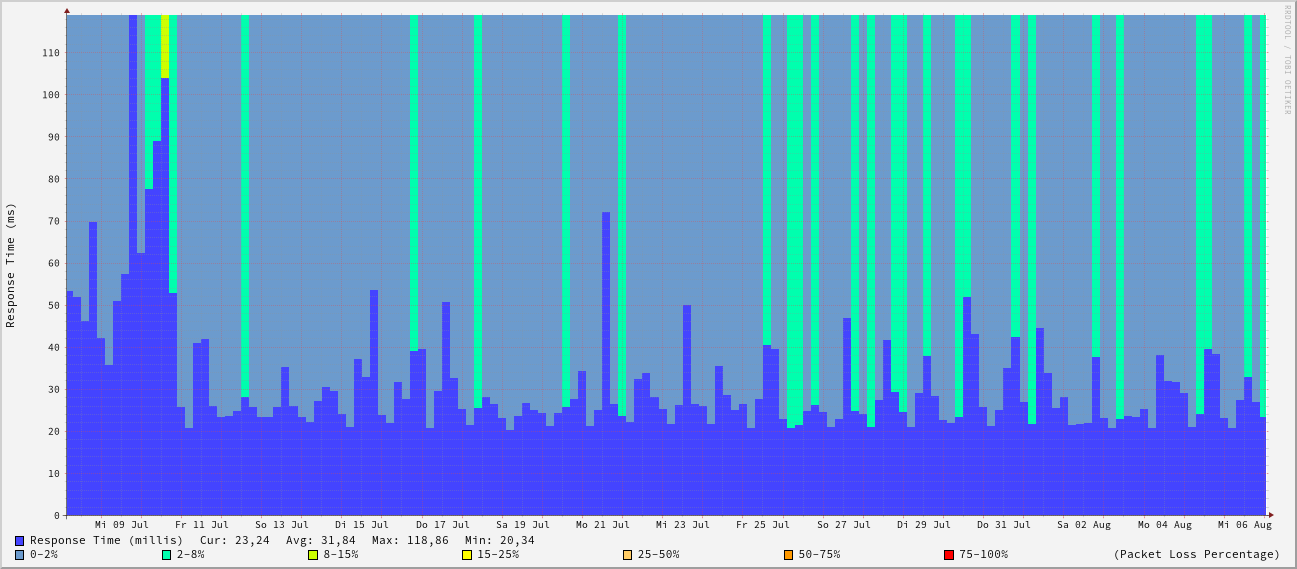 RRDTOOL / TOBI OETIKER
Response Time (ms)
110
100
90
80
70
60
50
40
30
20
10
0
Mi 09 Jul Fr 11 Jul So 13 Jul Di 15 Jul Do 17 Jul Sa 19 Jul Mo 21 Jul Mi 23 Jul Fr 25 Jul So 27 Jul Di 29 Jul Do 31 Jul Sa 02 Aug Mo 04 Aug Mi 06 Aug
Response Time (millis) Cur: 23,24 Avg: 31,84 Max: 118,86 Min: 20,34
0-2% 2-8% 8-15% 15-25% 25-50% 50-75% 75-100% (Packet Loss Percentage)